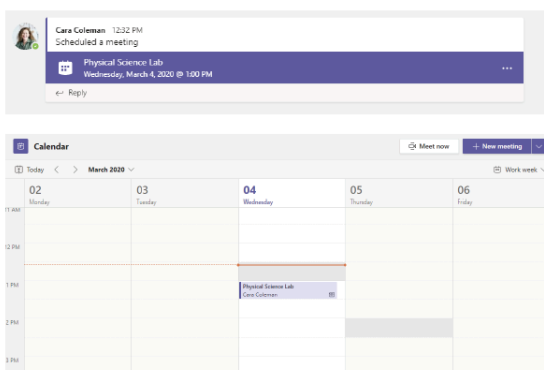 Cara Coleman 12:32 PM
Scheduled a meeting
Physical Science Lab
Wednesday, March 4, 2020 @ 1:00 PM
Reply
Calendar
Meet now
+ New meeting
Today
March 2020
Work week
02
Monday
03
Tuesday
04
Wednesday
05
Thursday
06
Friday
11 AM
12 PM
1 PM
Physical Science Lab
Cara Coleman
2 PM
3 PM